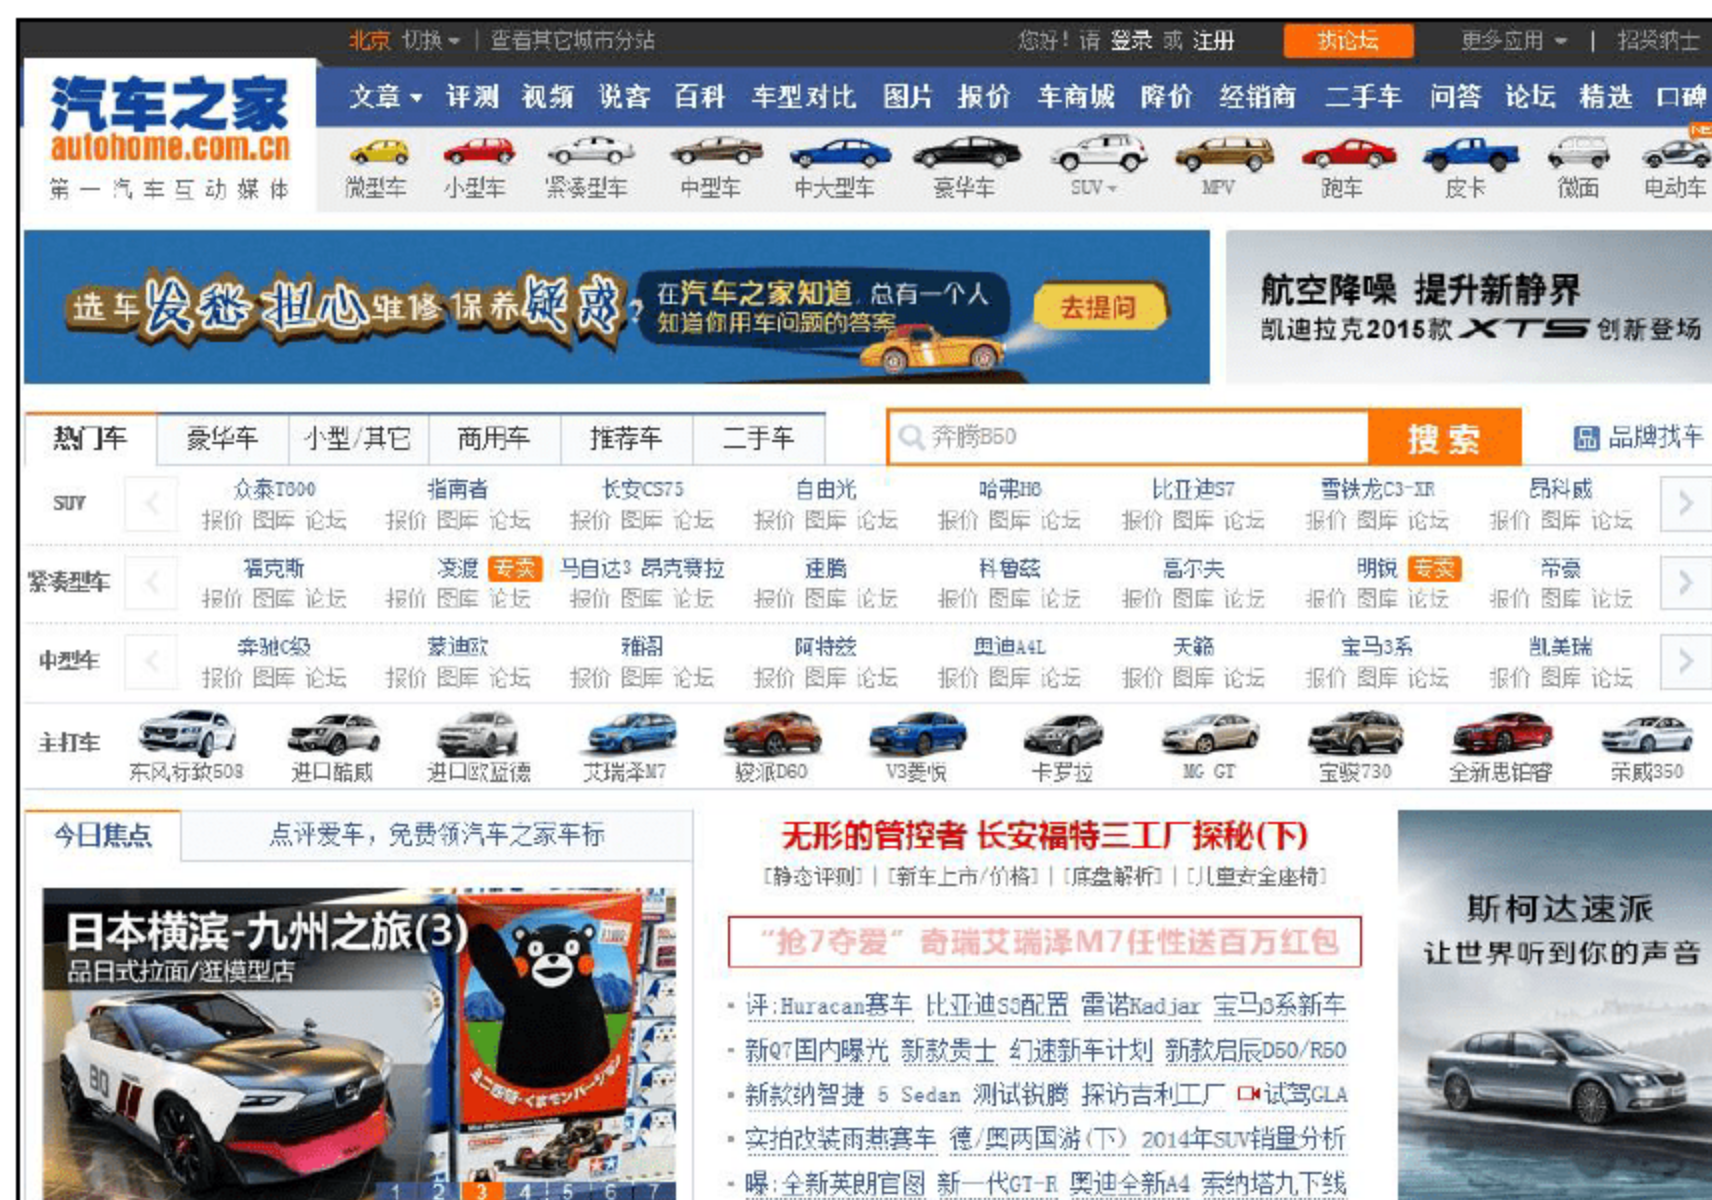 北京 切换 | 查看其它城市分站 您好！请 登录 或 注册 找论坛 更多应用 | 招贤纳士
汽车之家
autohome.com.cn
第一汽车互动媒体
文章 评测 视频 说客 百科 车型对比 图片 报价 车商城 降价 经销商 二手车 问答 论坛 精选 口碑
微型车 小型车 紧凑型车 中型车 中大型车 豪华车 SUV MPV 跑车 皮卡 微面 电动车
选车发愁 担心维修保养疑惑?
在汽车之家知道，总有一个人
知道你用车问题的答案
去提问
航空降噪 提升新静界
凯迪拉克2015款 XTS 创新登场
热门车 豪华车 小型/其它 商用车 推荐车 二手车
奔腾B50 搜索 品牌找车
SUV 众泰T600 指南者 长安CS75 自由光 哈弗H6 比亚迪S7 雪铁龙C3-XR 昂科威
报价 图库 论坛 报价 图库 论坛 报价 图库 论坛 报价 图库 论坛 报价 图库 论坛 报价 图库 论坛 报价 图库 论坛 报价 图库 论坛
紧凑型车 福克斯 凌渡 专卖 马自达3 昂克赛拉 速腾 科鲁兹 高尔夫 明锐 专卖 帝豪
报价 图库 论坛 报价 图库 论坛 报价 图库 论坛 报价 图库 论坛 报价 图库 论坛 报价 图库 论坛 报价 图库 论坛 报价 图库 论坛
中型车 奔驰C级 蒙迪欧 雅阁 阿特兹 奥迪A4L 天籁 宝马3系 凯美瑞
报价 图库 论坛 报价 图库 论坛 报价 图库 论坛 报价 图库 论坛 报价 图库 论坛 报价 图库 论坛 报价 图库 论坛 报价 图库 论坛
主打车 东风标致508 进口酷威 进口欧蓝德 艾瑞泽M7 骏派D60 V3菱悦 卡罗拉 MG GT 宝骏730 全新思铂睿 荣威350
今日焦点 点评爱车，免费领汽车之家车标
日本横滨-九州之旅(3)
品日式拉面/逛模型店
1 2 3 4 5 6 7
无形的管控者 长安福特三工厂探秘(下)
[静态评测] | [新车上市/价格] | [底盘解析] | [儿童安全座椅]
“抢7夺爱”奇瑞艾瑞泽M7任性送百万红包
评:Huracan赛车 比亚迪S3配置 雷诺Kadjar 宝马3系新车
新Q7国内曝光 新款贵士 幻速新车计划 新款启辰D50/R50
新款纳智捷 5 Sedan 测试锐腾 探访吉利工厂 试驾GLA
实拍改装雨燕赛车 德/奥两国游(下) 2014年SUV销量分析
曝:全新英朗官图 新一代GT-R 奥迪全新A4 索纳塔九下线
斯柯达速派
让世界听到你的声音